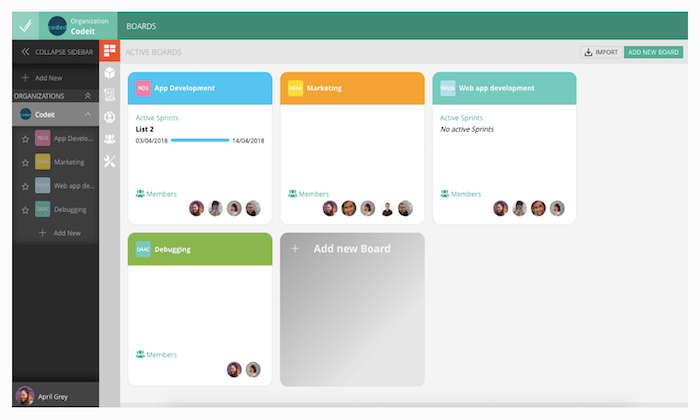 Organization
Codeit
BOARDS
COLLAPSE SIDEBAR
ACTIVE BOARDS
IMPORT
ADD NEW BOARD
Add New
ORGANIZATIONS
Codeit
App Develo...
Marketing
Web app de...
Debugging
Add New
April Grey
App Development
Active Sprints
List 2
03/04/2018
14/04/2018
Members
Marketing
Members
Web app development
Active Sprints
No active Sprints
Members
DAAC
Debugging
Members
Add new Board